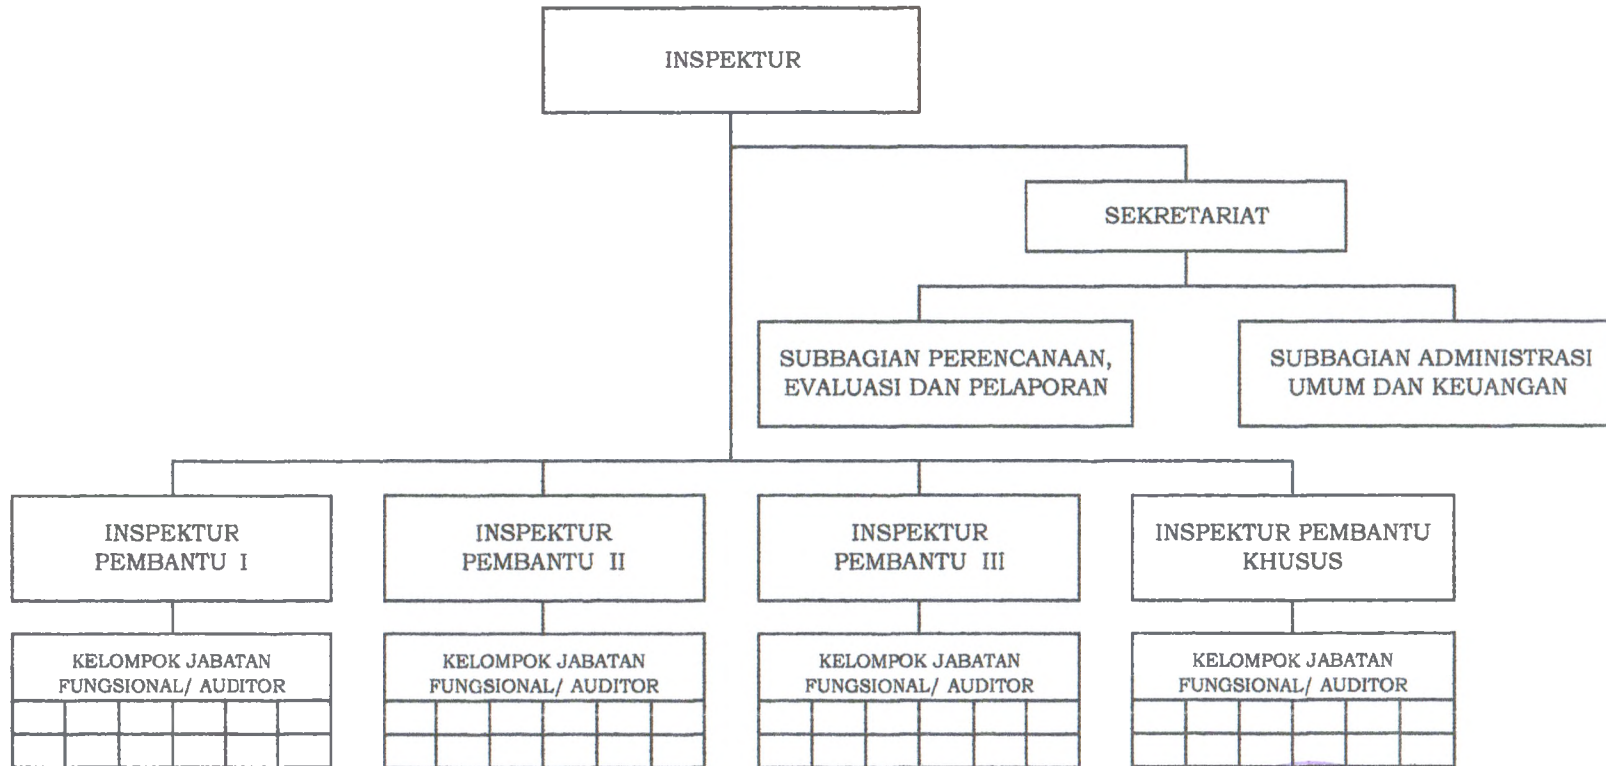 INSPEKTUR
SEKRETARIAT
SUBBAGIAN PERENCANAAN,
EVALUASI DAN PELAPORAN
SUBBAGIAN ADMINISTRASI
UMUM DAN KEUANGAN
INSPEKTUR
PEMBANTU I
INSPEKTUR
PEMBANTU II
INSPEKTUR
PEMBANTU III
INSPEKTUR PEMBANTU
KHUSUS
KELOMPOK JABATAN
FUNGSIONAL/ AUDITOR
KELOMPOK JABATAN
FUNGSIONAL/ AUDITOR
KELOMPOK JABATAN
FUNGSIONAL/ AUDITOR
KELOMPOK JABATAN
FUNGSIONAL/ AUDITOR